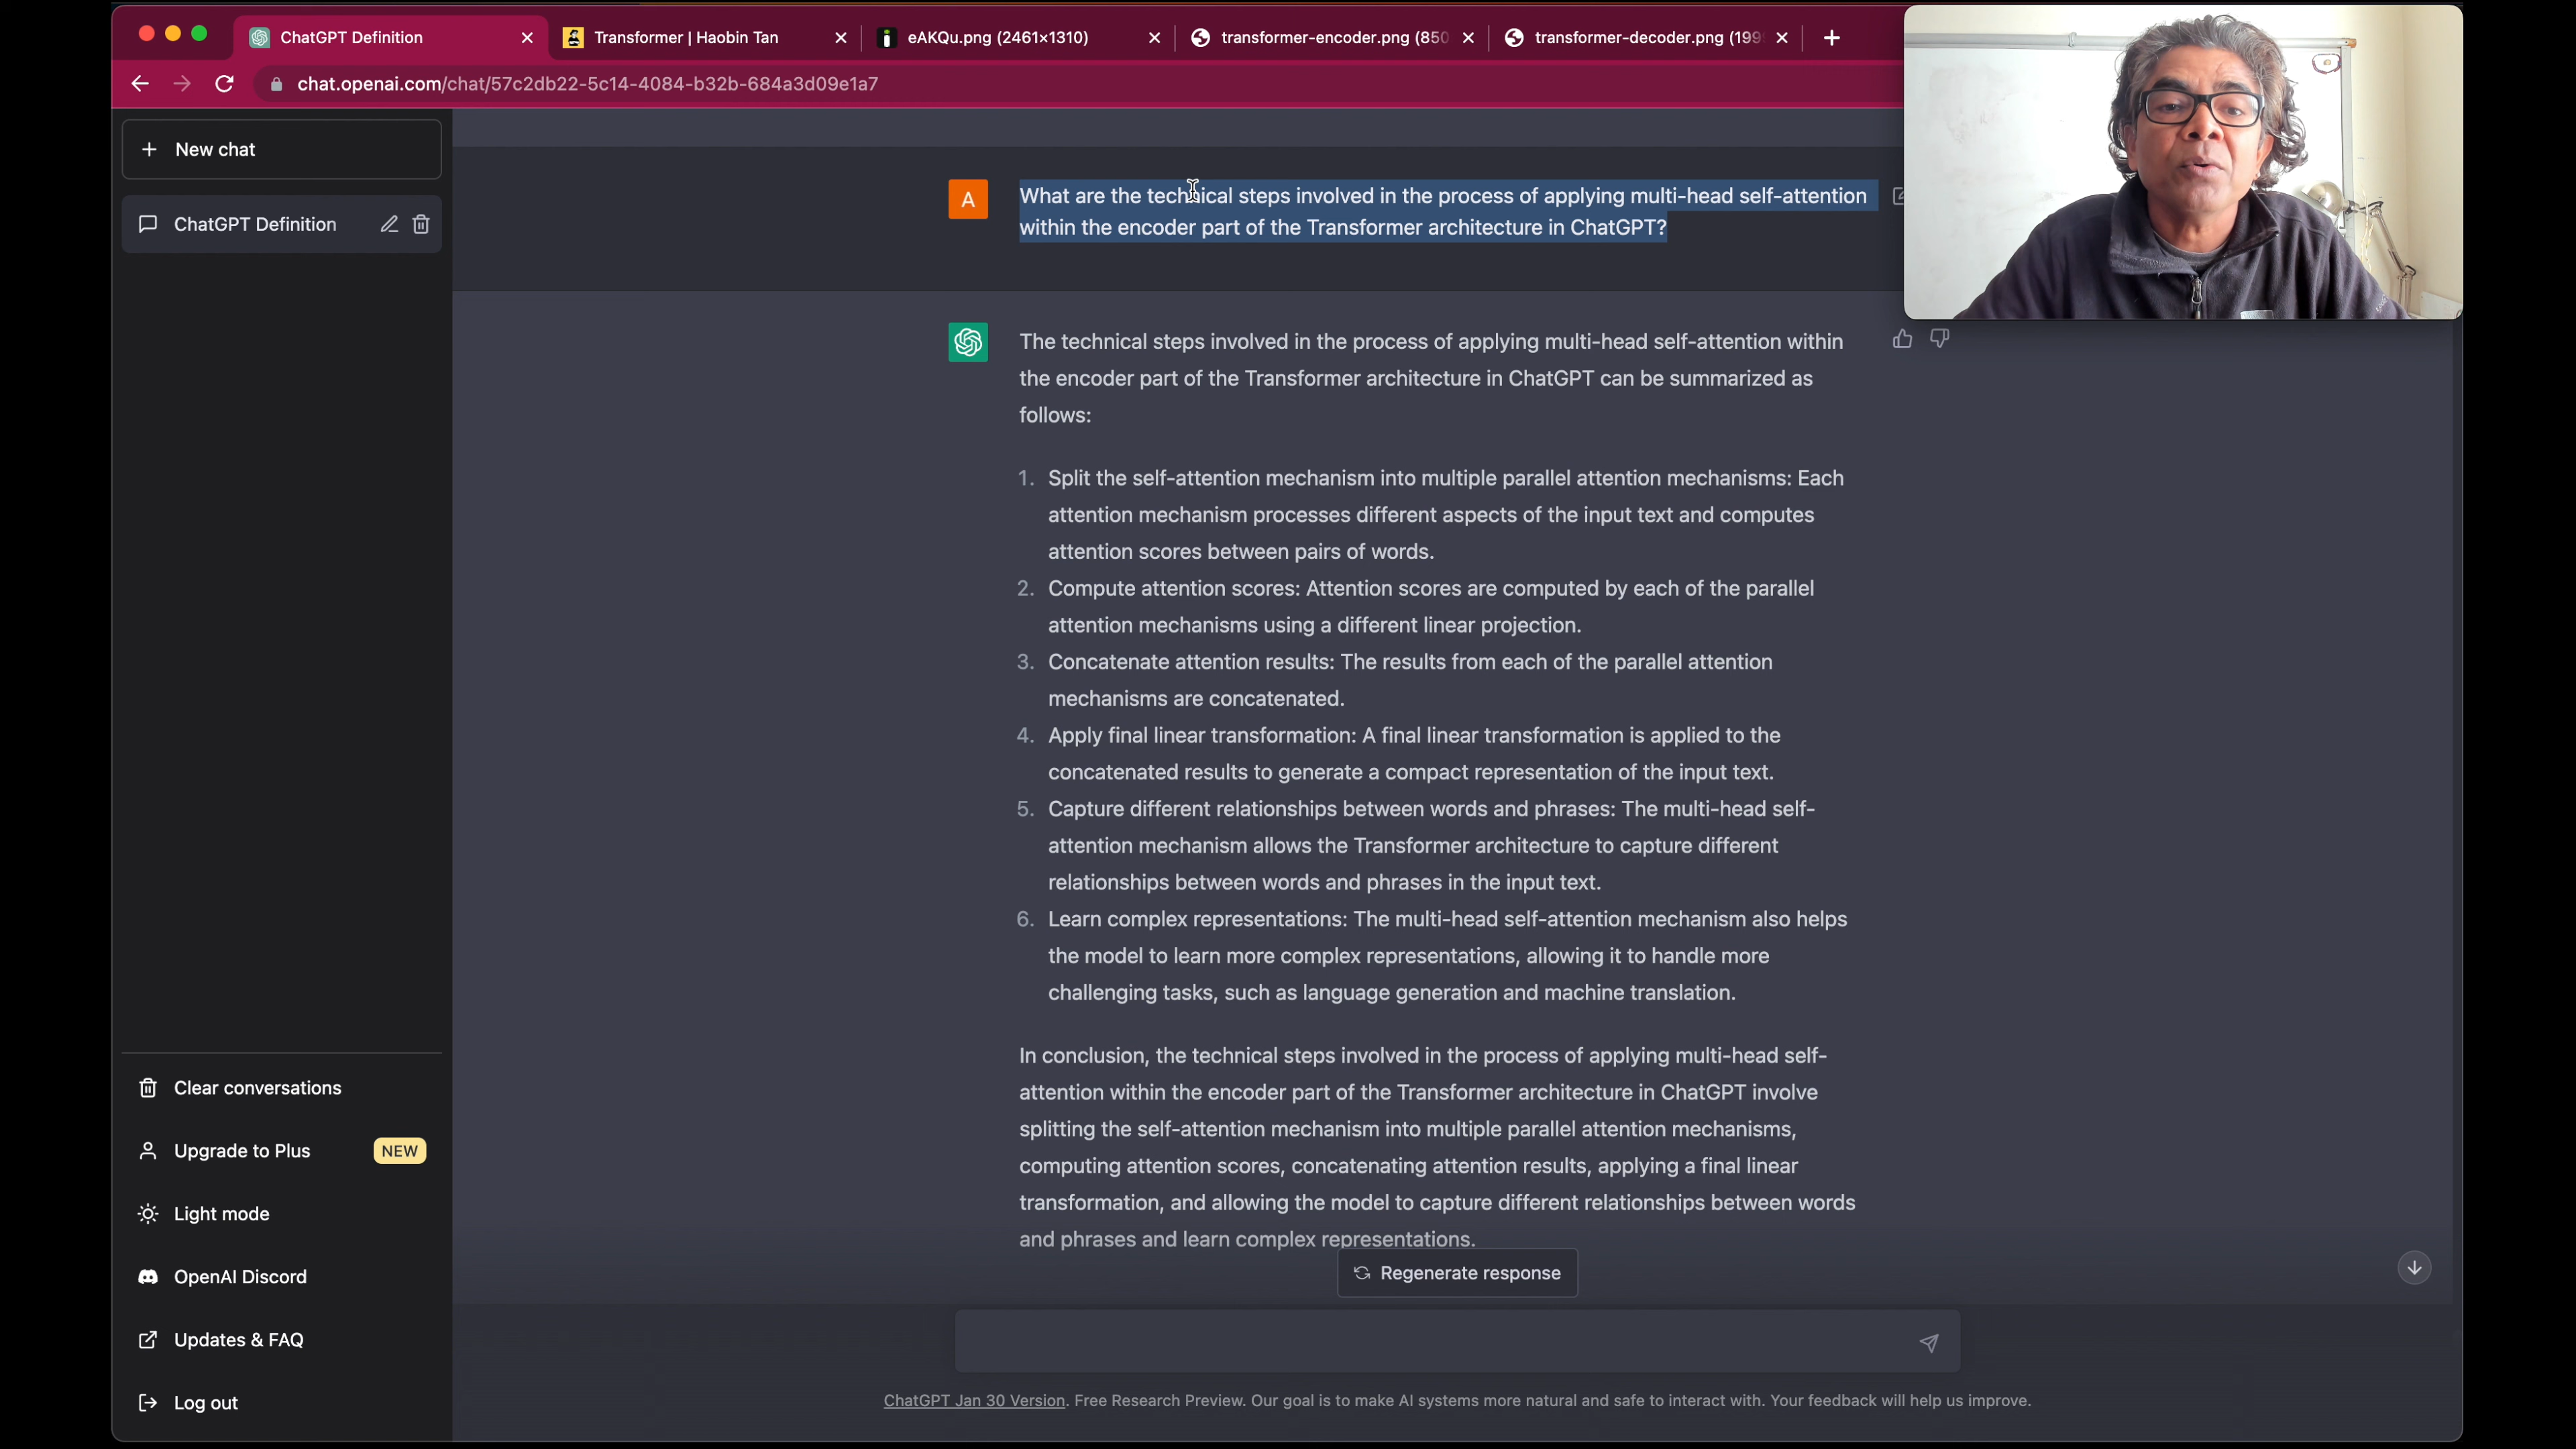 ChatGPT Definition
Transformer | Haobin Tan
eAKQu.png (2461×1310)
transformer-encoder.png (850
transformer-decoder.png (199
chat.openai.com/chat/57c2db22-5c14-4084-b32b-684a3d09e1a7
New chat
ChatGPT Definition
A
What are the technical steps involved in the process of applying multi-head self-attention
within the encoder part of the Transformer architecture in ChatGPT?
The technical steps involved in the process of applying multi-head self-attention within
the encoder part of the Transformer architecture in ChatGPT can be summarized as
follows:
1. Split the self-attention mechanism into multiple parallel attention mechanisms: Each
attention mechanism processes different aspects of the input text and computes
attention scores between pairs of words.
2. Compute attention scores: Attention scores are computed by each of the parallel
attention mechanisms using a different linear projection.
3. Concatenate attention results: The results from each of the parallel attention
mechanisms are concatenated.
4. Apply final linear transformation: A final linear transformation is applied to the
concatenated results to generate a compact representation of the input text.
5. Capture different relationships between words and phrases: The multi-head self-
attention mechanism allows the Transformer architecture to capture different
relationships between words and phrases in the input text.
6. Learn complex representations: The multi-head self-attention mechanism also helps
the model to learn more complex representations, allowing it to handle more
challenging tasks, such as language generation and machine translation.
In conclusion, the technical steps involved in the process of applying multi-head self-
attention within the encoder part of the Transformer architecture in ChatGPT involve
splitting the self-attention mechanism into multiple parallel attention mechanisms,
computing attention scores, concatenating attention results, applying a final linear
transformation, and allowing the model to capture different relationships between words
and phrases and learn complex representations.
Regenerate response
Clear conversations
Upgrade to Plus
NEW
Light mode
OpenAI Discord
Updates & FAQ
Log out
ChatGPT Jan 30 Version. Free Research Preview. Our goal is to make AI systems more natural and safe to interact with. Your feedback will help us improve.